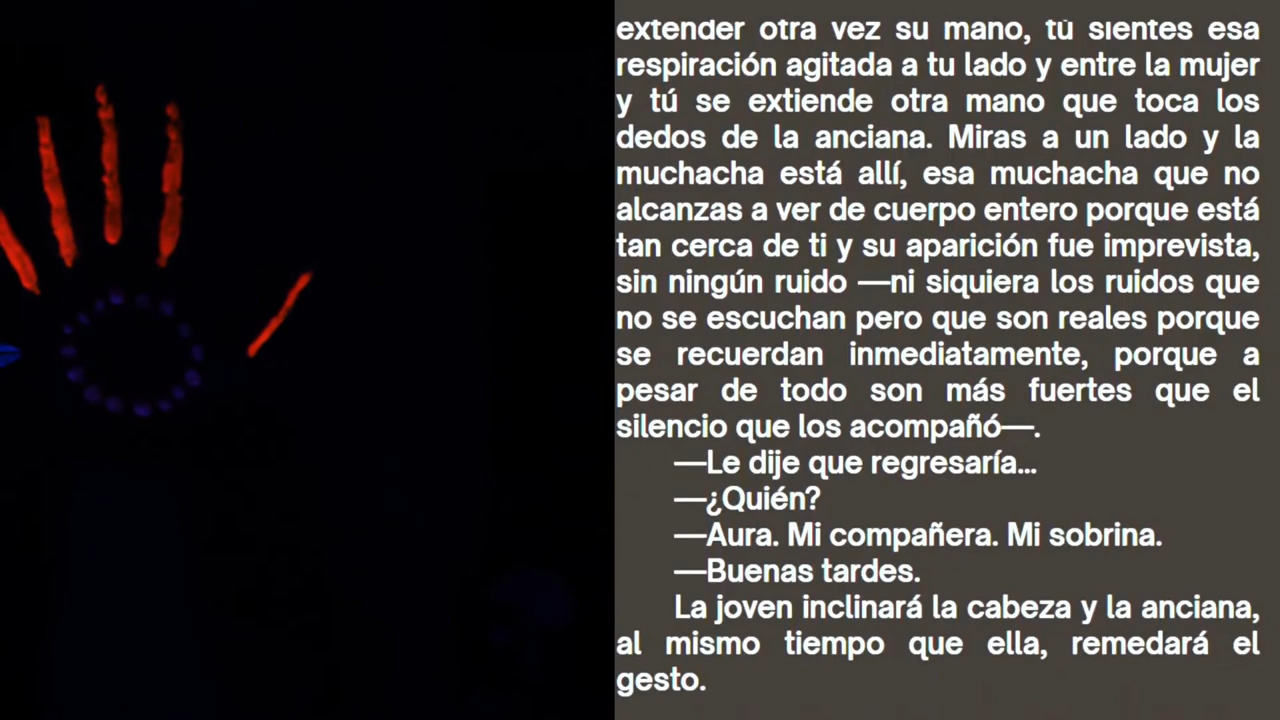 extender otra vez su mano, tú sientes esa
respiración agitada a tu lado y entre la mujer
y tú se extiende otra mano que toca los
dedos de la anciana. Miras a un lado y la
muchacha está allí, esa muchacha que no
alcanzas a ver de cuerpo entero porque está
tan cerca de ti y su aparición fue imprevista,
sin ningún ruido —ni siquiera los ruidos que
no se escuchan pero que son reales porque
se recuerdan inmediatamente, porque a
pesar de todo son más fuertes que el
silencio que los acompañó—.
—Le dije que regresaría...
—¿Quién?
—Aura. Mi compañera. Mi sobrina.
—Buenas tardes.
La joven inclinará la cabeza y la anciana,
al mismo tiempo que ella, remedará el
gesto.